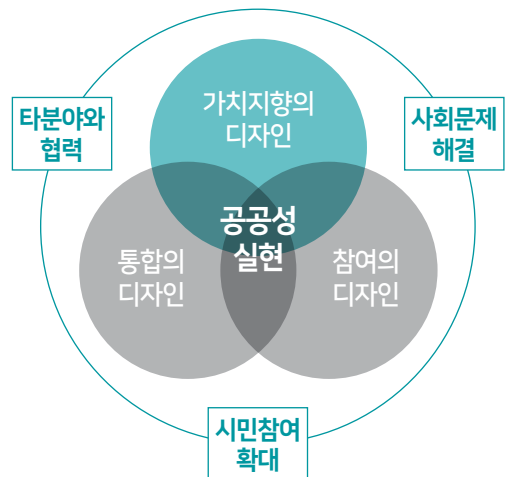 가치지향의
디자인
타분야와
협력
사회문제
해결
공공성
실현
통합의
디자인
참여의
디자인
시민참여
확대